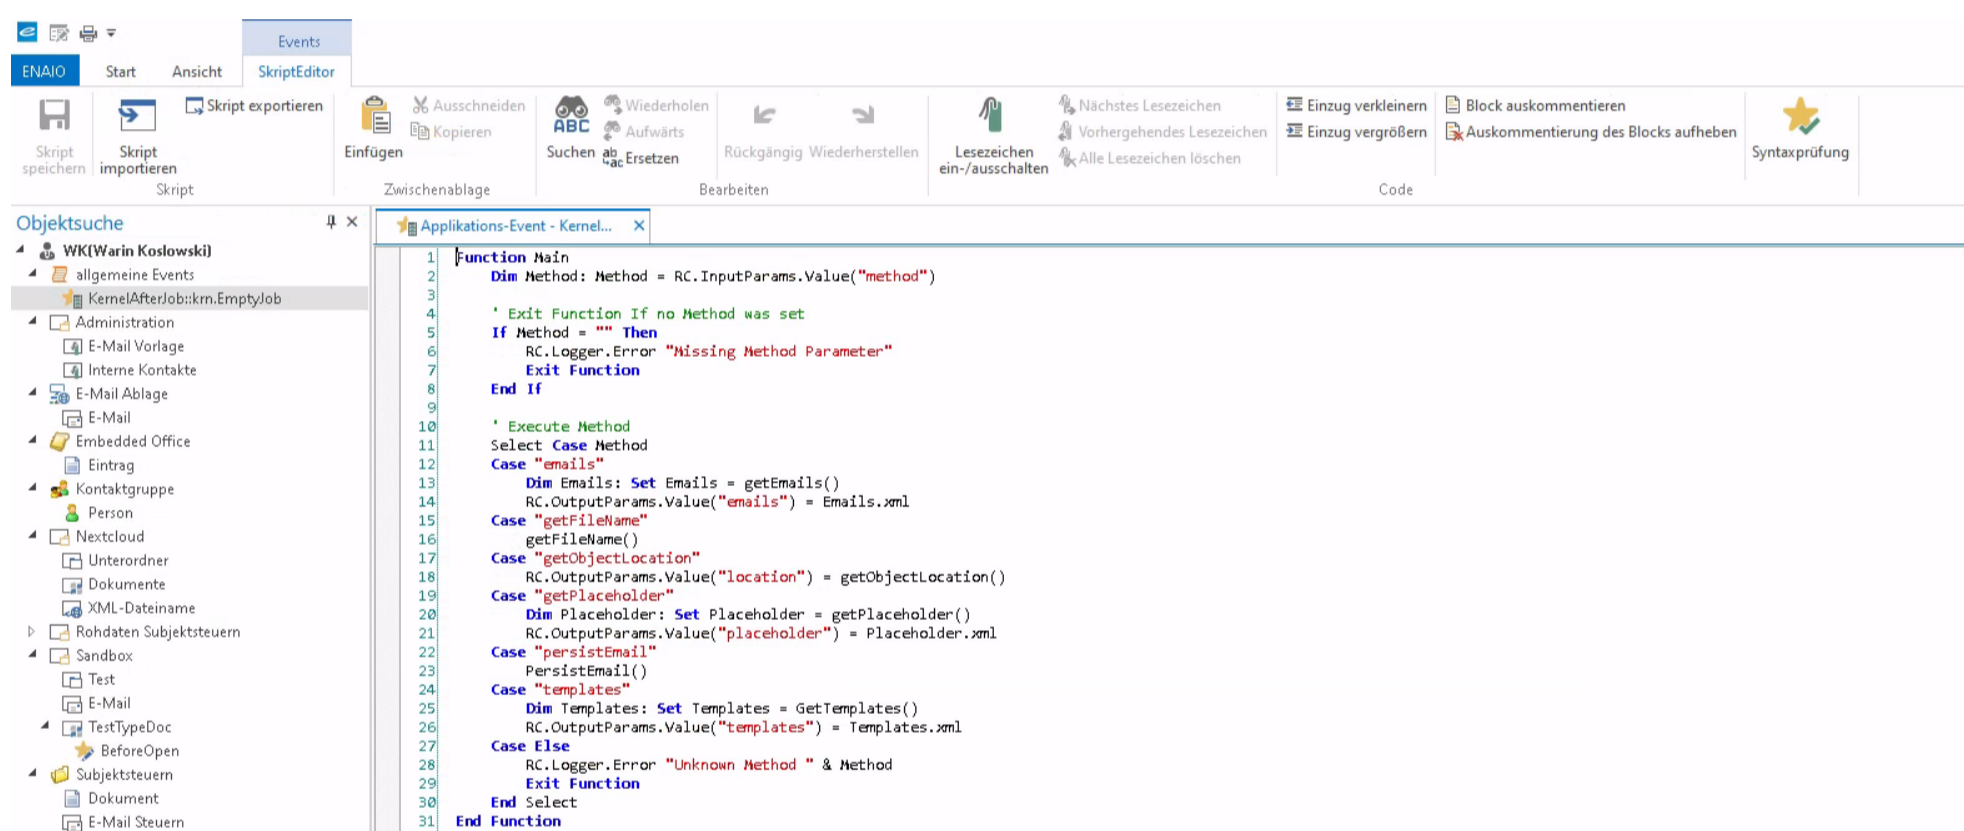 Events
ENAIO Start Ansicht SkriptEditor
Skript speichern
Skript importieren
Skript exportieren
Skript
Einfügen
Ausschneiden
Kopieren
Zwischenablage
ABC
Suchen
Wiederholen
Aufwärts
Ersetzen
Rückgängig Wiederherstellen
Bearbeiten
Lesezeichen ein-/ausschalten
Nächstes Lesezeichen
Vorhergehendes Lesezeichen
Alle Lesezeichen löschen
Einzug verkleinern
Einzug vergrößern
Block auskommentieren
Auskommentierung des Blocks aufheben
Code
Syntaxprüfung
Objektsuche
WK(Warin Koslowski)
allgemeine Events
KernelAfterJob::krn.EmptyJob
Administration
E-Mail Vorlage
Interne Kontakte
E-Mail Ablage
E-Mail
Embedded Office
Eintrag
Kontaktgruppe
Person
Nextcloud
Unterordner
Dokumente
XML-Dateiname
Rohdaten Subjektsteuern
Sandbox
Test
E-Mail
TestTypeDoc
BeforeOpen
Subjektsteuern
Dokument
E-Mail Steuern
Applikations-Event - Kernel...
1 Function Main
2 Dim Method: Method = RC.InputParams.Value("method")
3
4 ' Exit Function If no Method was set
5 If Method = "" Then
6 RC.Logger.Error "Missing Method Parameter"
7 Exit Function
8 End If
9
10 ' Execute Method
11 Select Case Method
12 Case "emails"
13 Dim Emails: Set Emails = getEmails()
14 RC.OutputParams.Value("emails") = Emails.xml
15 Case "getFileName"
16 getFileName()
17 Case "getObjectLocation"
18 RC.OutputParams.Value("location") = getObjectLocation()
19 Case "getPlaceholder"
20 Dim Placeholder: Set Placeholder = getPlaceholder()
21 RC.OutputParams.Value("placeholder") = Placeholder.xml
22 Case "persistEmail"
23 PersistEmail()
24 Case "templates"
25 Dim Templates: Set Templates = GetTemplates()
26 RC.OutputParams.Value("templates") = Templates.xml
27 Case Else
28 RC.Logger.Error "Unknown Method " & Method
29 Exit Function
30 End Select
31 End Function